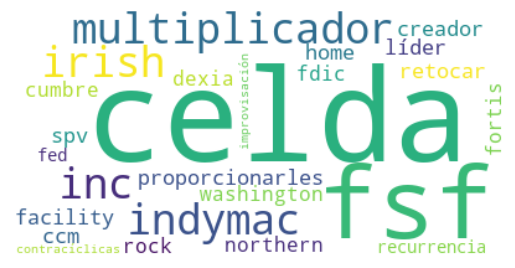 multiplicador creador
irish home líder
dexia fdic retocar
cumbre improvisación fortis
celda
spv
fed
inc proporcionarles fsf
washington
facility indymac
ccm rock northern recurrencia
contracíclicas